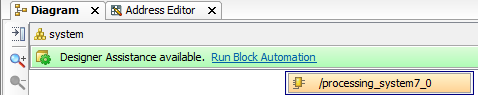 Diagram Address Editor
system
Designer Assistance available. Run Block Automation
/processing_system7_0